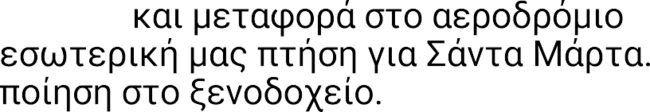 και μεταφορά στο αεροδρόμιο
εσωτερική μας πτήση για Σάντα Μάρτα.
ποίηση στο ξενοδοχείο.